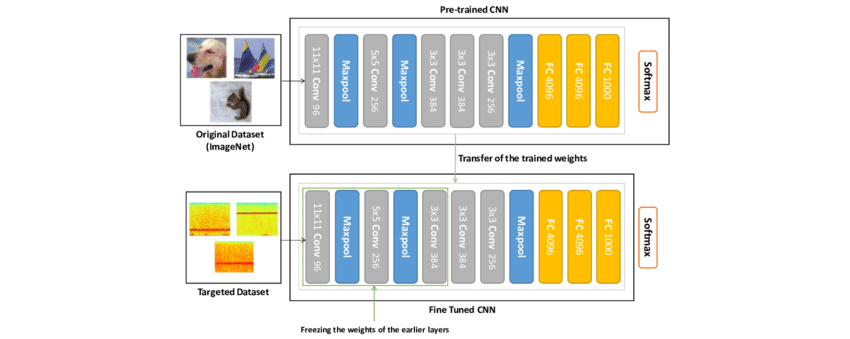 Pre-trained CNN
11x11 Conv 96
Maxpool
5x5 Conv 256
Maxpool
3x3 Conv 384
3x3 Conv 384
3x3 Conv 256
Maxpool
FC 4096
FC 4096
FC 1000
Softmax
Original Dataset
(ImageNet)
Transfer of the trained weights
11x11 Conv 96
Maxpool
5x5 Conv 256
Maxpool
3x3 Conv 384
3x3 Conv 384
3x3 Conv 256
Maxpool
FC 4096
FC 4096
FC 1000
Softmax
Targeted Dataset
Fine Tuned CNN
Freezing the weights of the earlier layers